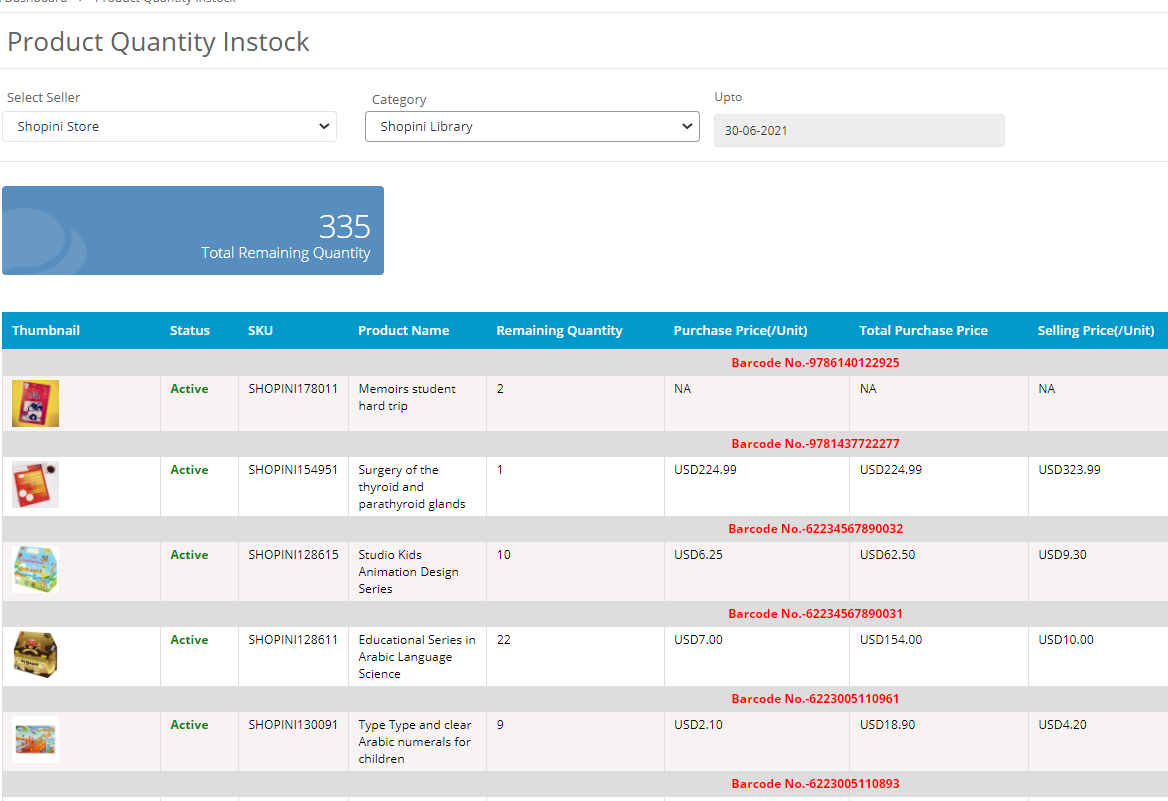 Product Quantity Instock
Select Seller
Category
Upto
Shopini Store
Shopini Library
30-06-2021
335
Total Remaining Quantity
Thumbnail Status SKU Product Name Remaining Quantity Purchase Price(/Unit) Total Purchase Price Selling Price(/Unit)
Barcode No.-9786140122925
Active SHOPINI178011 Memoirs student 2 NA NA NA
hard trip
Barcode No.-9781437722277
Active SHOPINI154951 Surgery of the 1 USD224.99 USD224.99 USD323.99
thyroid and
parathyroid glands
Barcode No.-62234567890032
Active SHOPINI128615 Studio Kids 10 USD6.25 USD62.50 USD9.30
Animation Design
Series
Barcode No.-62234567890031
Active SHOPINI128611 Educational Series in 22 USD7.00 USD154.00 USD10.00
Arabic Language
Science
Barcode No.-6223005110961
Active SHOPINI130091 Type Type and clear 9 USD2.10 USD18.90 USD4.20
Arabic numerals for
children
Barcode No.-6223005110893